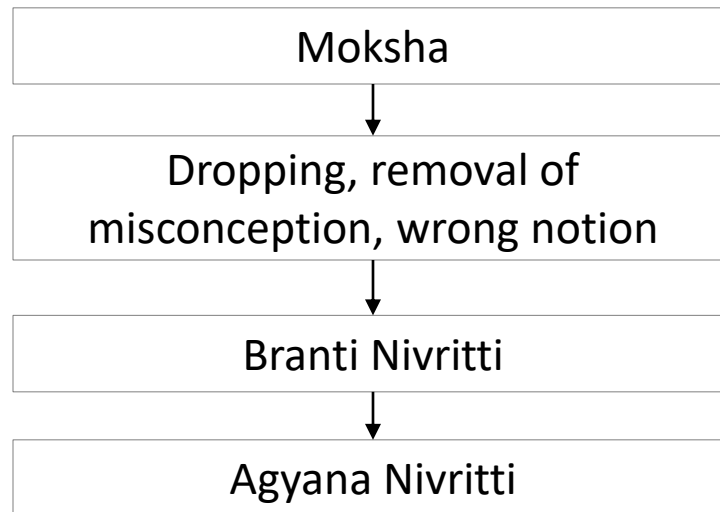 Moksha
Dropping, removal of
misconception, wrong notion
Branti Nivritti
Agyana Nivritti